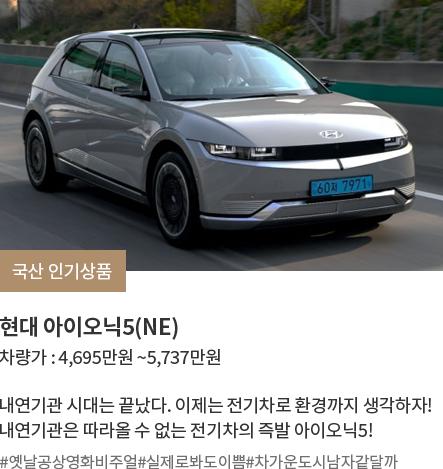 60저 7971
국산 인기상품
현대 아이오닉5(NE)
차량가 : 4,695만원 ~5,737만원
내연기관 시대는 끝났다. 이제는 전기차로 환경까지 생각하자!
내연기관은 따라올 수 없는 전기차의 즉발 아이오닉5!
#옛날공상영화비주얼#실제로봐도이쁨#차가운도시남자같달까